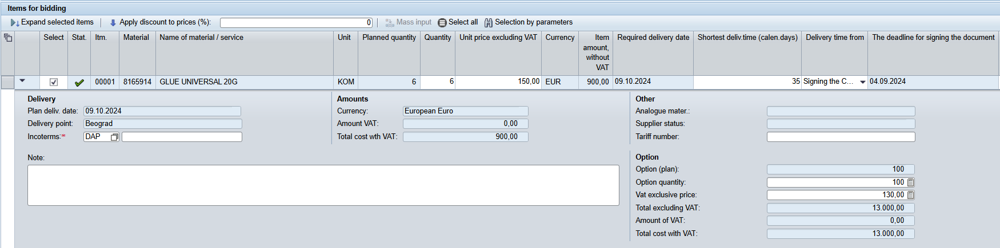 Items for bidding
Expand selected items Apply discount to prices (%): 0 Mass input Select all Selection by parameters
Select Stat. Itm. Material Name of material / service Unit Planned quantity Quantity Unit price excluding VAT Currency Item amount, without VAT Required delivery date Shortest deliv.time (calen.days) Delivery time from The deadline for signing the document
00001 8165914 GLUE UNIVERSAL 20G KOM 6 6 150,00 EUR 900,00 09.10.2024 35 Signing the C... 04.09.2024
Delivery
Plan deliv. date: 09.10.2024
Delivery point: Beograd
Incoterms:* DAP
Note:
Amounts
Currency: European Euro
Amount VAT: 0,00
Total cost wth VAT: 900,00
Other
Analogue mater.:
Supplier status:
Tariff number:
Option
Option (plan): 100
Option quantity: 100
Vat exclusive price: 130,00
Total excluding VAT: 13.000,00
Amount of VAT: 0,00
Total cost with VAT: 13.000,00